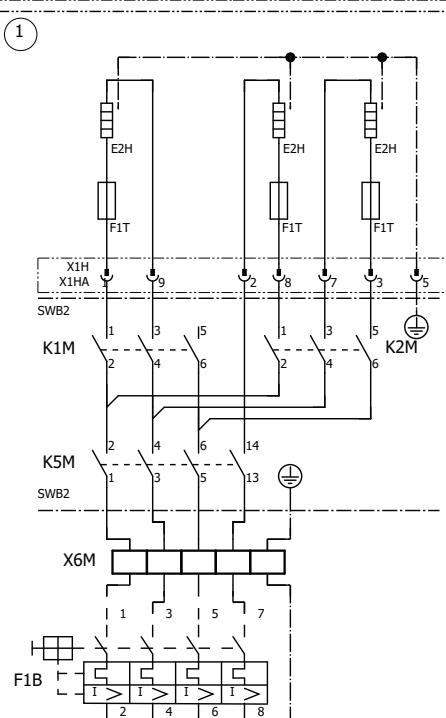 1
E2H E2H E2H
F1T F1T F1T
X1H
X1HA 1 9 2 8 7 3 5
SWB2
1 3 5 1 3 5
K1M K2M
2 4 6 2 4 6
2 4 6 14
K5M
1 3 5 13
SWB2
X6M
1 3 5 7
F1B
I > I > I > I >
2 4 6 8